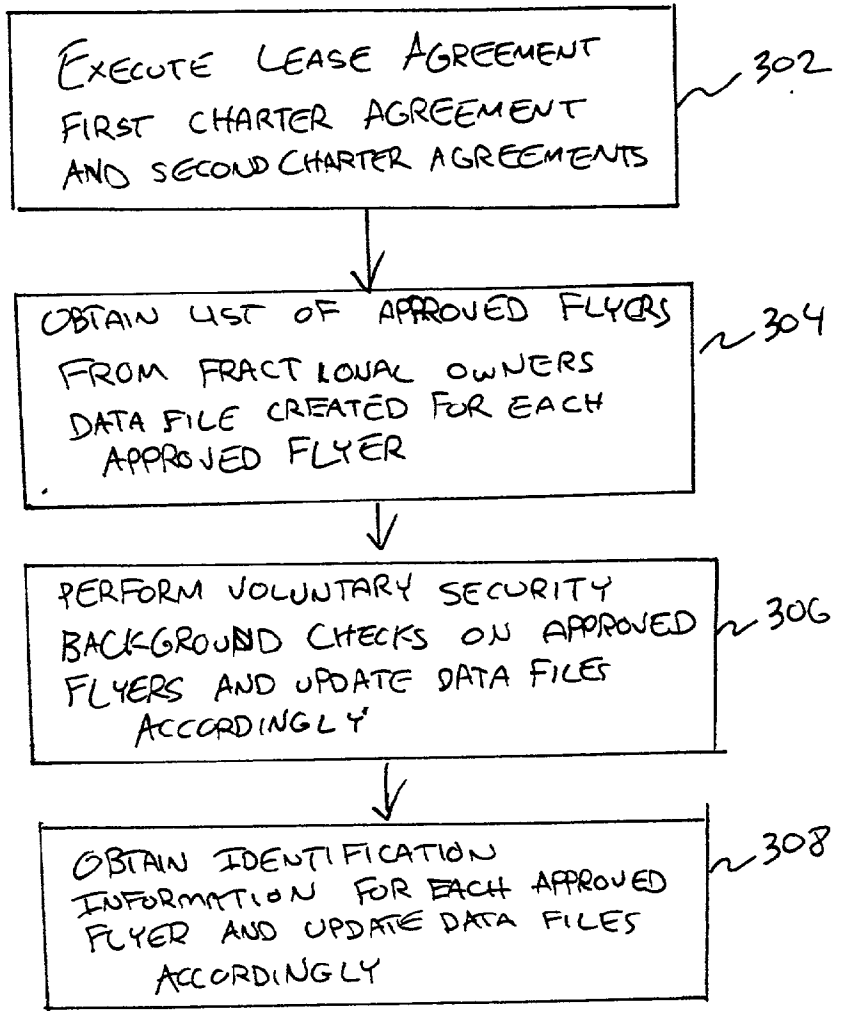 EXECUTE LEASE AGREEMENT
FIRST CHARTER AGREEMENT
AND SECOND CHARTER AGREEMENTS
302
OBTAIN LIST OF APPROVED FLYERS
FROM FRACTIONAL OWNERS
DATA FILE CREATED FOR EACH
APPROVED FLYER
304
PERFORM VOLUNTARY SECURITY
BACKGROUND CHECKS ON APPROVED
FLYERS AND UPDATE DATA FILES
ACCORDINGLY
306
OBTAIN IDENTIFICATION
INFORMATION FOR EACH APPROVED
FLYER AND UPDATE DATA FILES
ACCORDINGLY
308